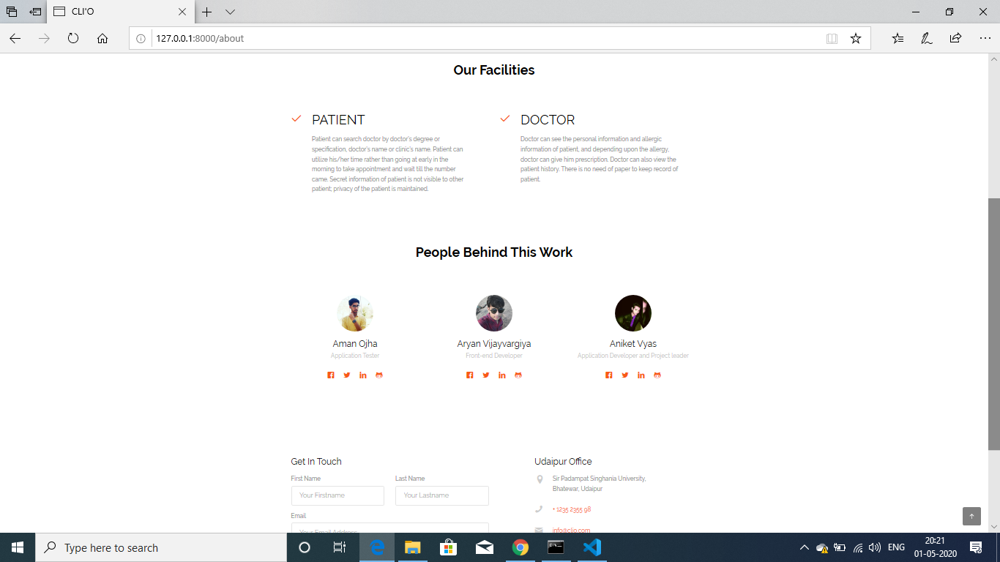 CLI'O
127.0.0.1:8000/about
Our Facilities
PATIENT
Patient can search doctor by doctor's degree or
specification, doctor's name or clinic's name. Patient can
utilize his/her time rather than going at early in the
morning to take appointment and wait till the number
came. Secret information of patient is not visible to other
patient; privacy of the patient is maintained.
DOCTOR
Doctor can see the personal information and allergic
information of patient, and depending upon the allergy,
doctor can give him prescription. Doctor can also view the
patient history. There is no need of paper to keep record of
patient.
People Behind This Work
Aman Ojha
Application Tester
Aryan Vijayvargiya
Front-end Developer
Aniket Vyas
Application Developer and Project leader
Get In Touch
First Name
Last Name
Your Firstname
Your Lastname
Email
Your Email Address
Udaipur Office
Sir Padampat Singhania University,
Bhatewar, Udaipur
+ 1235 2355 98
info@clio.com
Type here to search
ENG
20:21
01-05-2020